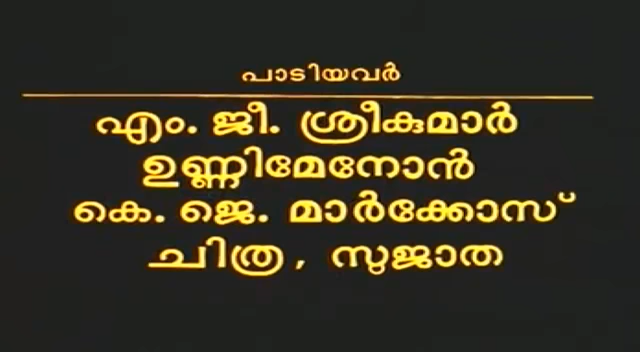 പാടിയവർ
എം. ജീ. ശ്രീകുമാർ
ഉണ്ണിമേനോൻ
കെ. ജെ. മാർക്കോസ്
ചിത്ര, സുജാത